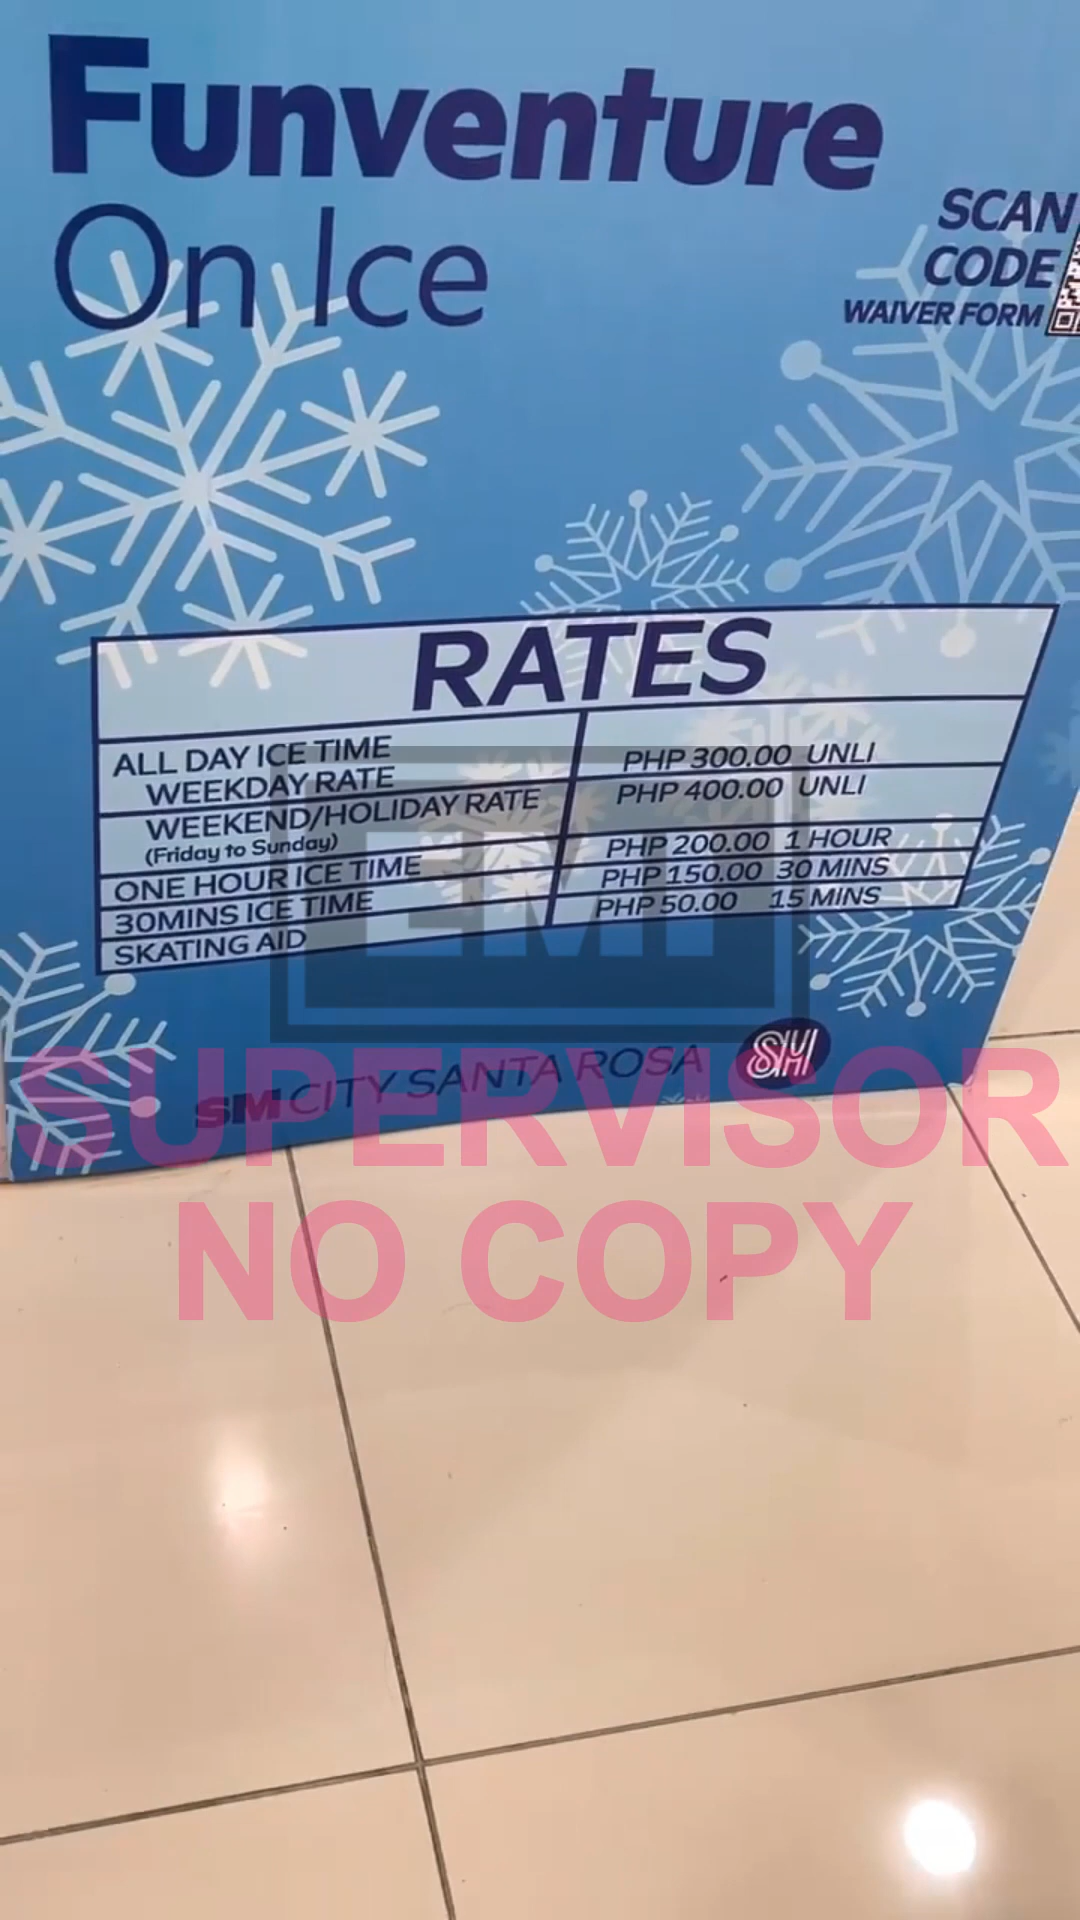 Funventure
On Ice
SCAN
CODE
WAIVER FORM
RATES
ALL DAY ICE TIME
WEEKDAY RATE PHP 300.00 UNLI
WEEKEND/HOLIDAY RATE PHP 400.00 UNLI
(Friday to Sunday)
ONE HOUR ICE TIME PHP 200.00 1 HOUR
30MINS ICE TIME PHP 150.00 30 MINS
SKATING AID PHP 50.00 15 MINS
EMI
SM CITY SANTA ROSA SM
SUPERVISOR
NO COPY